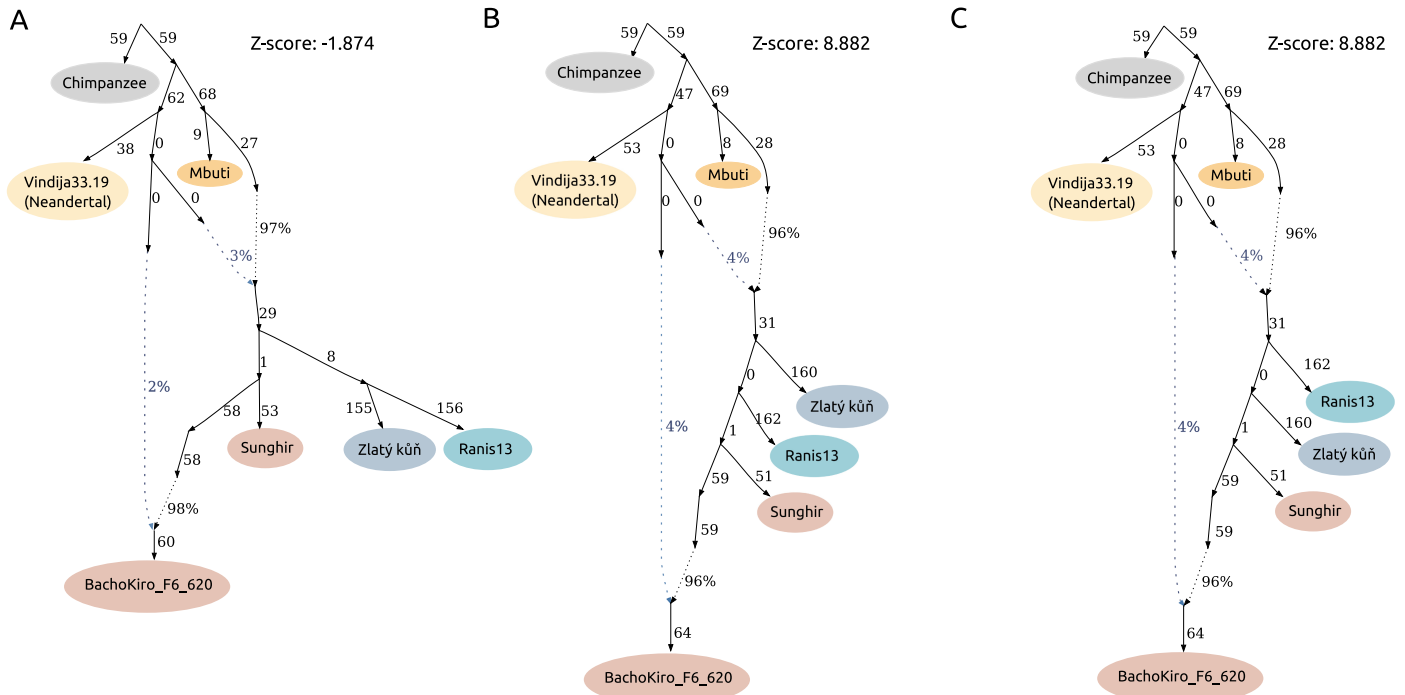 A
Z-score: -1.874
59
59
Chimpanzee
62
68
38
0
9
27
Vindija33.19
(Neandertal)
Mbuti
0
0
97%
3%
29
1
8
2%
58
53
155
156
Sunghir
Zlatý kůň
Ranis13
58
98%
60
BachoKiro_F6_620
B
Z-score: 8.882
59
59
Chimpanzee
47
69
53
0
8
28
Vindija33.19
(Neandertal)
Mbuti
0
0
96%
4%
31
0
160
Zlatý kůň
4%
1
162
Ranis13
59
51
Sunghir
59
96%
64
BachoKiro_F6_620
C
Z-score: 8.882
59
59
Chimpanzee
47
69
53
0
8
28
Vindija33.19
(Neandertal)
Mbuti
0
0
96%
4%
31
0
162
Ranis13
4%
1
160
Zlatý kůň
59
51
Sunghir
59
96%
64
BachoKiro_F6_620